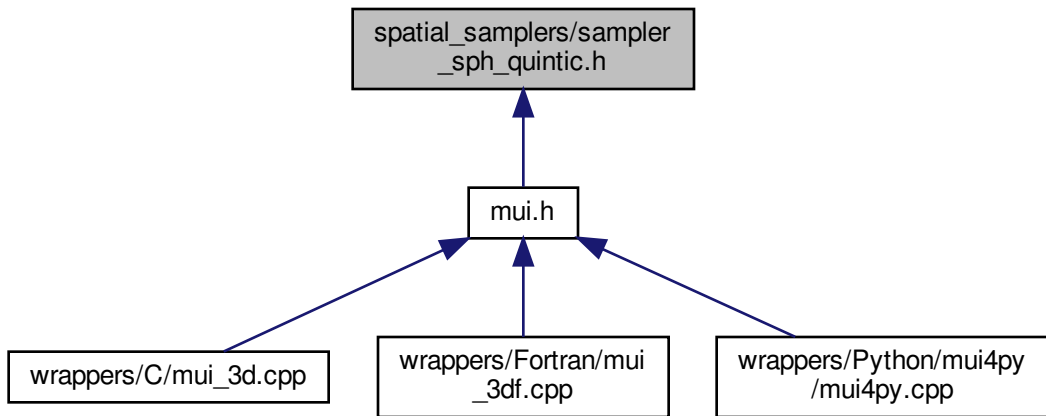 spatial_samplers/sampler
_sph_quintic.h
mui.h
wrappers/C/mui_3d.cpp
wrappers/Fortran/mui
_3df.cpp
wrappers/Python/mui4py
/mui4py.cpp